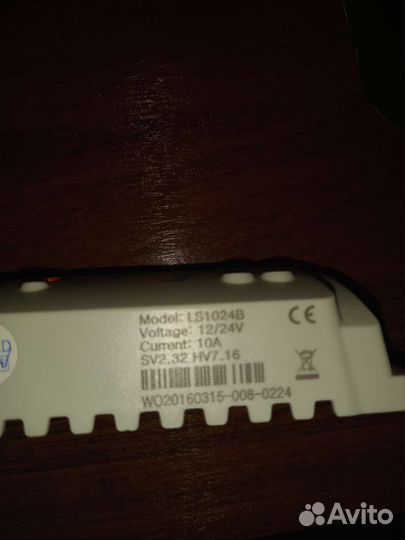 Model: LS1024B
Voltage: 12/24V
Current: 10A
SV2.32 HV7.16
WO20160315-008-0224
CE
Avito